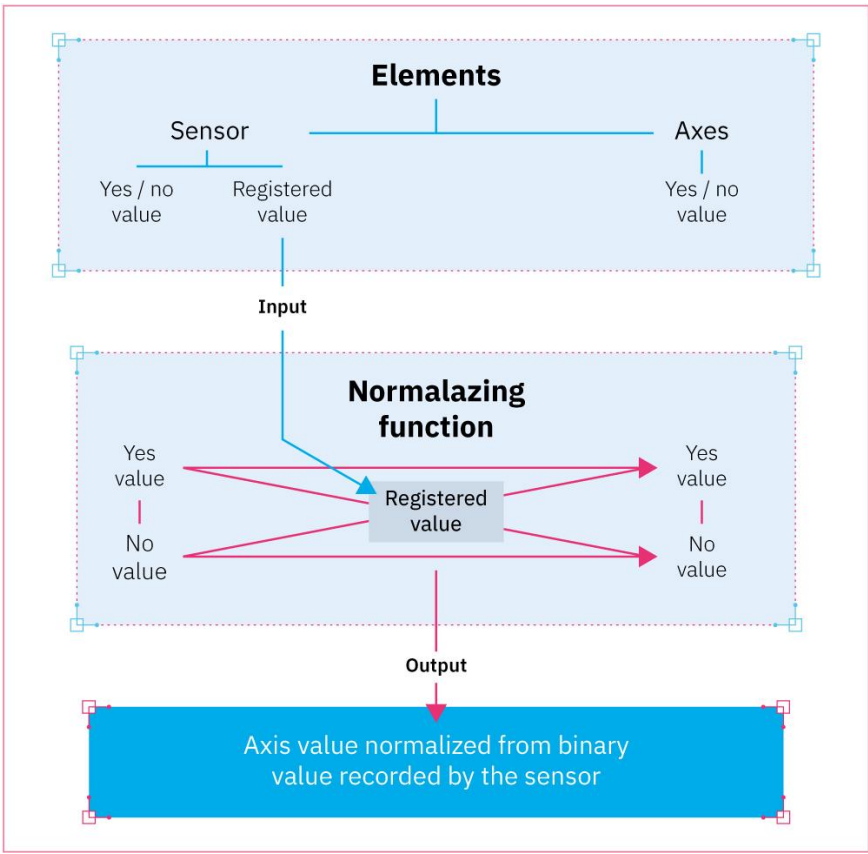 Elements
Sensor
Axes
Yes / no
value
Registered
value
Yes / no
value
Input
Normalazing
function
Yes
value
Registered
value
Yes
value
No
value
No
value
Output
Axis value normalized from binary
value recorded by the sensor